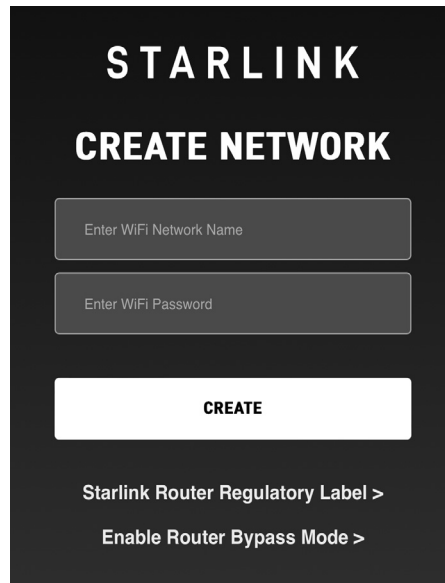 STARLINK
CREATE NETWORK
Enter WiFi Network Name
Enter WiFi Password
CREATE
Starlink Router Regulatory Label >
Enable Router Bypass Mode >